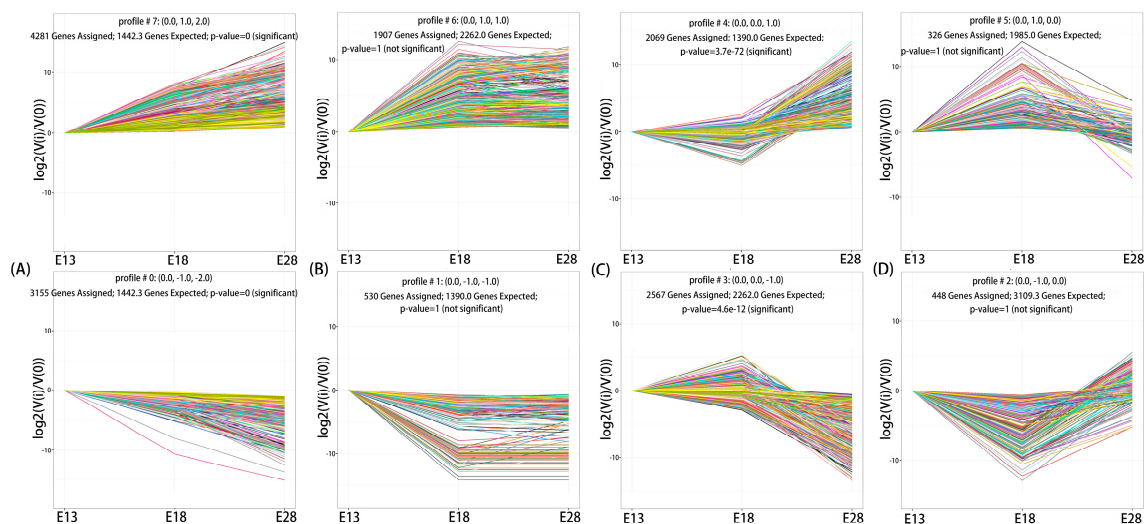 profile # 7: (0.0, 1.0, 2.0)
4281 Genes Assigned; 1442.3 Genes Expected; p-value=0 (significant)
10
0
-10
log2(V(i)/V(0))
E13
E18
E28
profile # 6: (0.0, 1.0, 1.0)
1907 Genes Assigned; 2262.0 Genes Expected;
p-value=1 (not significant)
10
0
-10
log2(V(i)/V(0))
E13
E18
E28
profile # 4: (0.0, 0.0, 1.0)
2069 Genes Assigned; 1390.0 Genes Expected;
p-value=3.7e-72 (significant)
10
0
-10
log2(V(i)/V(0))
E13
E18
E28
profile # 5: (0.0, 1.0, 0.0)
326 Genes Assigned; 1985.0 Genes Expected;
p-value=1 (not significant)
10
0
-10
log2(V(i)/V(0))
E13
E18
E28
(A)
profile # 0: (0.0, -1.0, -2.0)
3155 Genes Assigned; 1442.3 Genes Expected; p-value=0 (significant)
10
0
-10
log2(V(i)/V(0))
E13
E18
E28
(B)
profile # 1: (0.0, -1.0, -1.0)
530 Genes Assigned; 1390.0 Genes Expected;
p-value=1 (not significant)
10
0
-10
log2(V(i)/V(0))
E13
E18
E28
(C)
profile # 3: (0.0, 0.0, -1.0)
2567 Genes Assigned; 2262.0 Genes Expected;
p-value=4.6e-12 (significant)
10
0
-10
log2(V(i)/V(0))
E13
E18
E28
(D)
profile # 2: (0.0, -1.0, 0.0)
448 Genes Assigned; 3109.3 Genes Expected;
p-value=1 (not significant)
10
0
-10
log2(V(i)/V(0))
E13
E18
E28